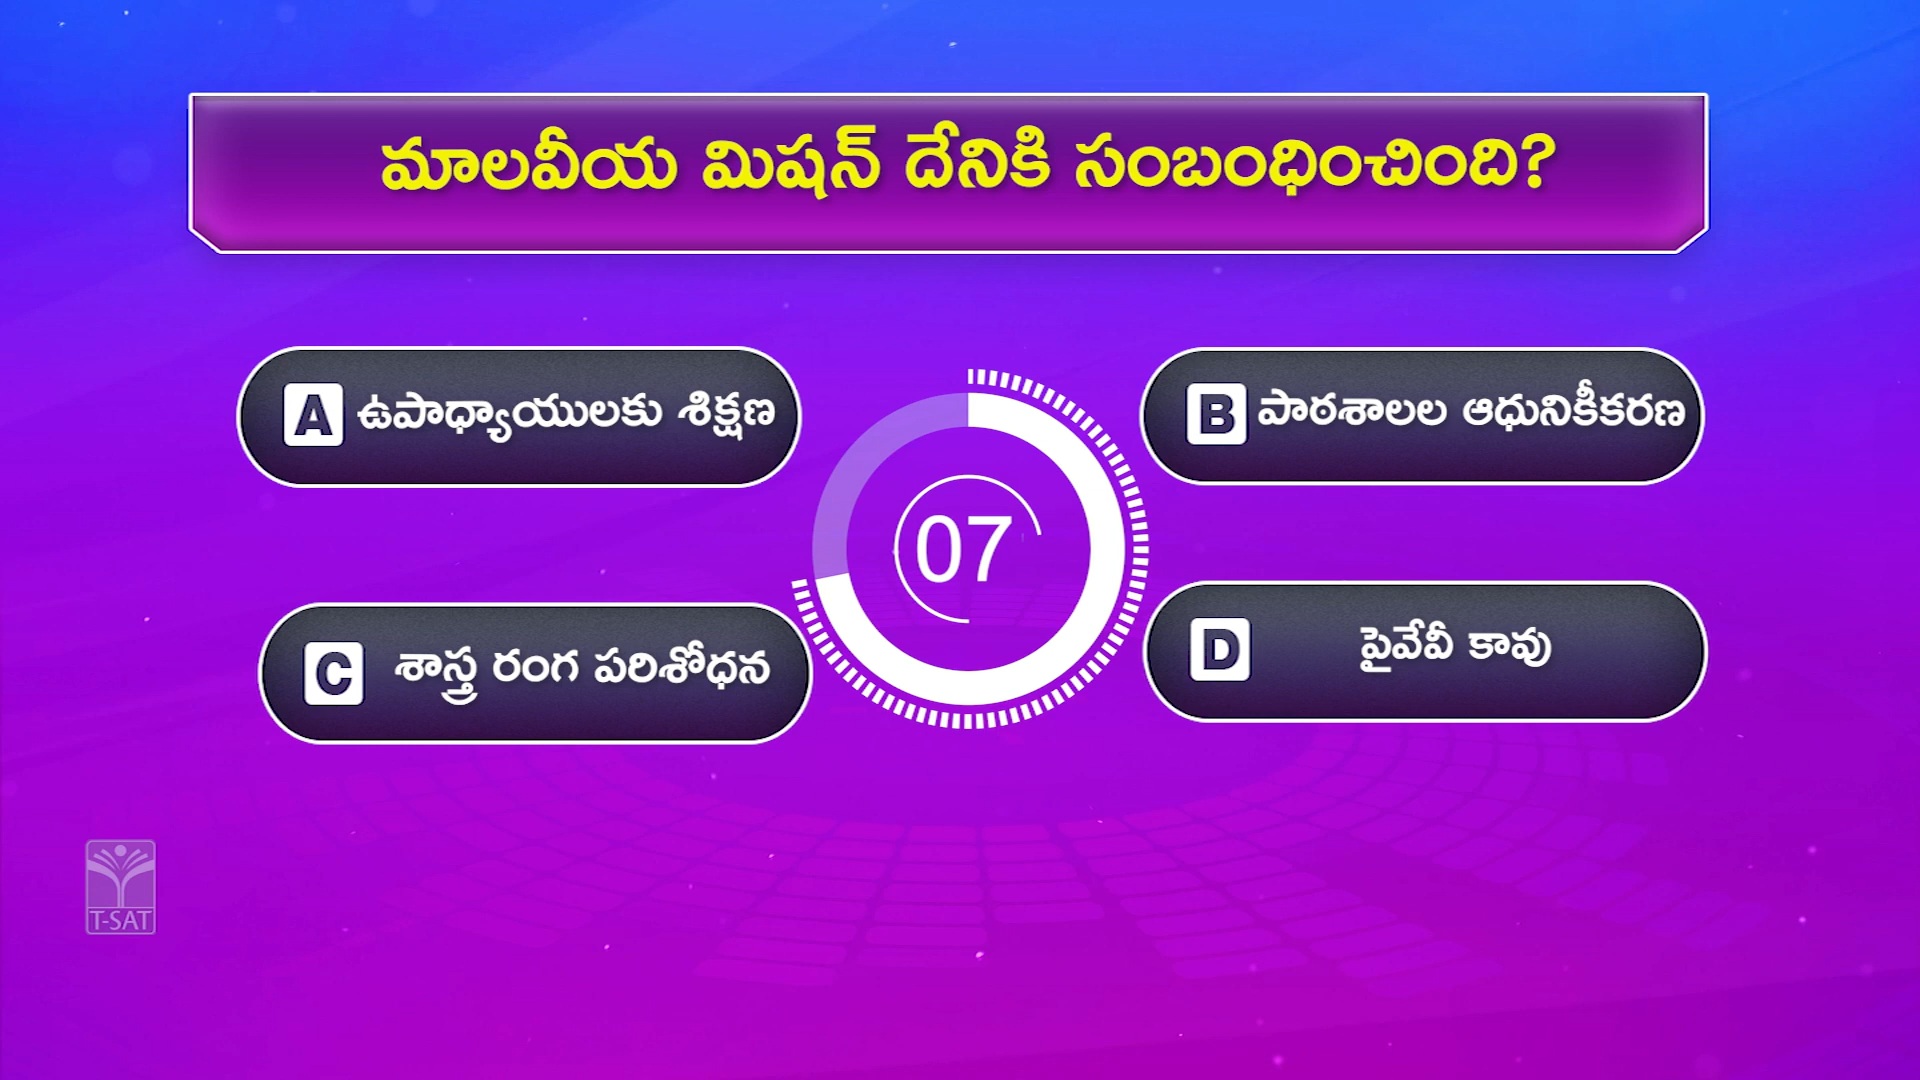 మాలవీయ మిషన్ దేనికి సంబంధించింది?
A ఉపాధ్యాయులకు శిక్షణ
B పాఠశాలల ఆధునికీకరణ
07
C శాస్త్ర రంగ పరిశోధన
D పైవేవీ కావు
T-SAT